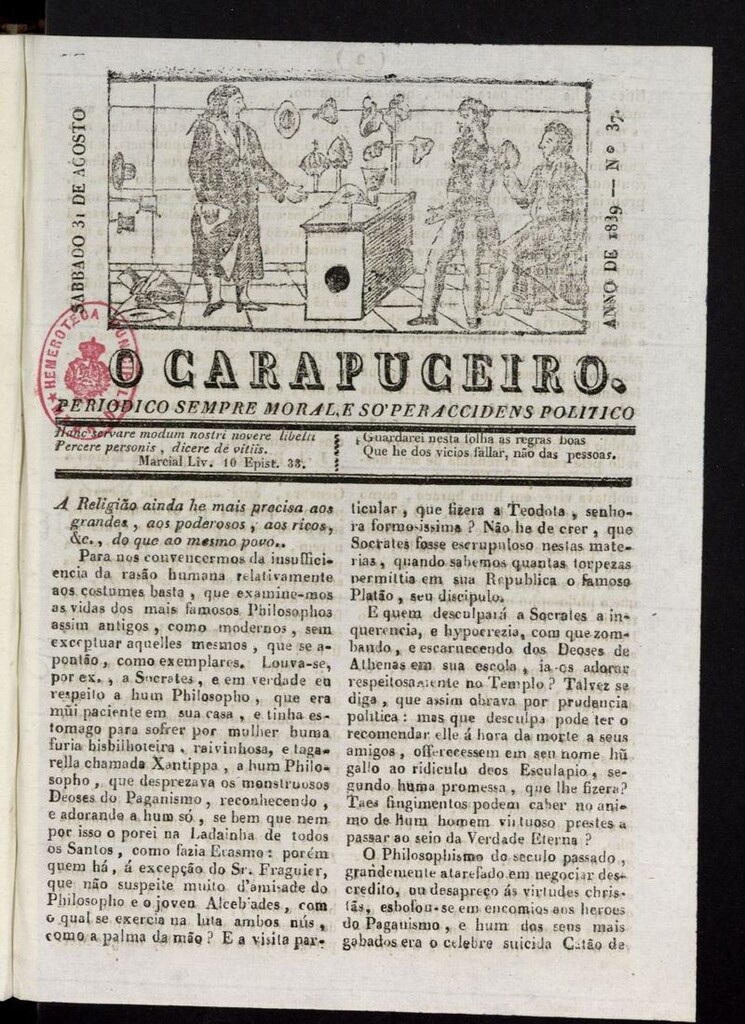 SABBADO 31 DE AGOSTO
ANNO DE 1839 — Nº 37.
HEMEROTECA MUNICIPAL
O CARAPUCEIRO.
PERIODICO SEMPRE MORAL, E SO' PER ACCIDENS POLITICO
Hanc servare modum nostri novere libelli
Percere personis, dicere de vitiis.
Marcial Liv. 10 Epist. 33.
Guardarei nesta folha as regras boas
Que he dos vicios fallar, não das pessoas.
A Religião ainda he mais precisa aos
grandes, aos poderosos, aos ricos,
&c., do que ao mesmo povo..
Para nos convencermos da insuffici-
encia da rasão humana relativamente
aos costumes basta, que examine-mos
as vidas dos mais famosos Philosophos
assim antigos, como modernos, sem
exceptuar aquelles mesmos, que se a-
pontão, como exemplares. Louva-se,
por ex., a Socrates, e em verdade eu
respeito a hum Philosopho, que era
mũi paciente em sua casa, e tinha es-
tomago para sofrer por mulher huma
furia bisbilhoteira, raivinhosa, e taga-
rella chamada Xantippa, a hum Philo-
sopho, que desprezava os monstruosos
Deoses do Paganismo, reconhecendo,
e adorando a hum só, se bem que nem
por isso o porei na Ladainha de todos
os Santos, como fazia Erasmo: porém
quem há, á excepção do Sr. Fraguier,
que não suspeite muito d'amisade do
Philosopho e o joven Alcebiades, com
o qual se exercia na luta ambos nús,
como a palma da mão? E a visita par-
ticular, que fizera a Teodota, senho-
ra formosissima? Não he de crer, que
Socrates fosse escrupuloso nestas mate-
rias, quando sabemos quantas torpezas
permittia em sua Republica o famoso
Platão, seu discipulo.
E quem desculpará a Socrates a in-
querencia, e hypocrezia, com que zom-
bando, e escarnecendo dos Deoses de
Athenas em sua escola, ia-os adorar
respeitosamente no Templo? Tálvez se
diga, que assim obrava por prudencia
politica: mas que desculpa pode ter o
recomendar elle á hora da morte a seus
amigos, offerecessem em seu nome hũ
gallo ao ridiculo deos Esculapio, se-
gundo huma promessa, que lhe fizera?
Taes fingimentos podem caber no ani-
mo de hum homem virtuoso prestes a
passar ao seio da Verdade Eterna?
O Philosophismo do seculo passado,
grandemente atarefado em negociar des-
credito, ou desapreço ás virtudes chris-
tãs, esbofou-se em encomios aos heroes
do Paganismo, e hum dos seus mais
gabados era o celebre suicida Catão de